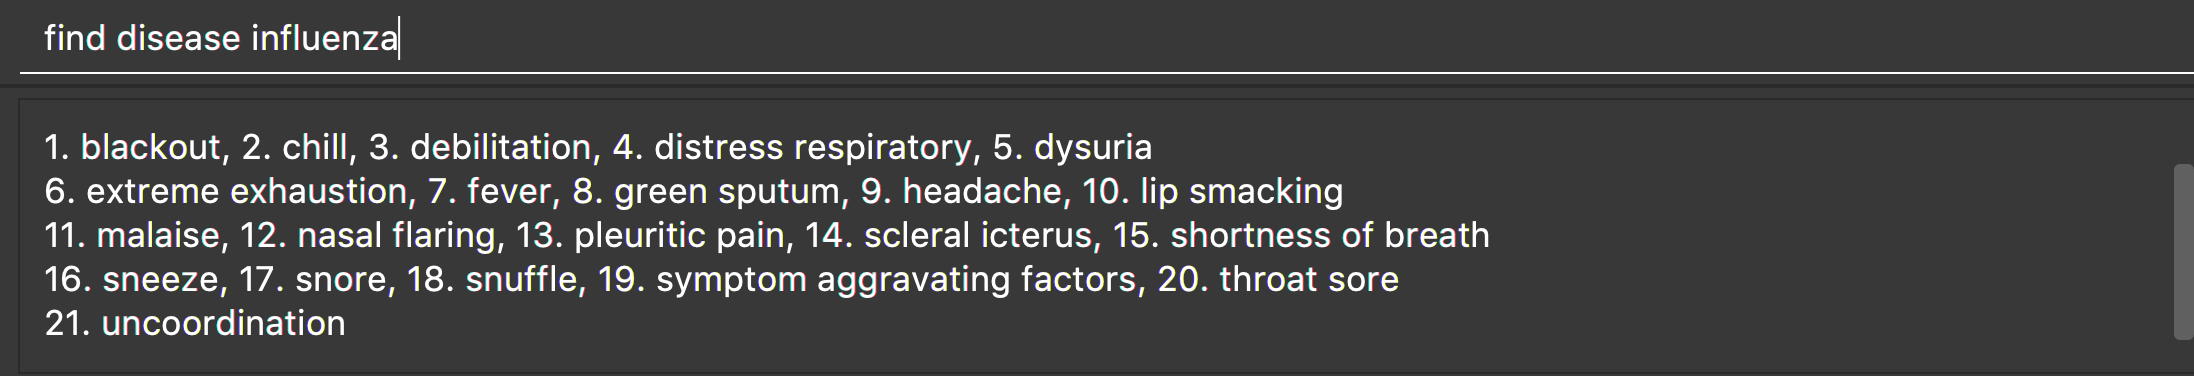 find disease influenza
1. blackout, 2. chill, 3. debilitation, 4. distress respiratory, 5. dysuria
6. extreme exhaustion, 7. fever, 8. green sputum, 9. headache, 10. lip smacking
11. malaise, 12. nasal flaring, 13. pleuritic pain, 14. scleral icterus, 15. shortness of breath
16. sneeze, 17. snore, 18. snuffle, 19. symptom aggravating factors, 20. throat sore
21. uncoordination